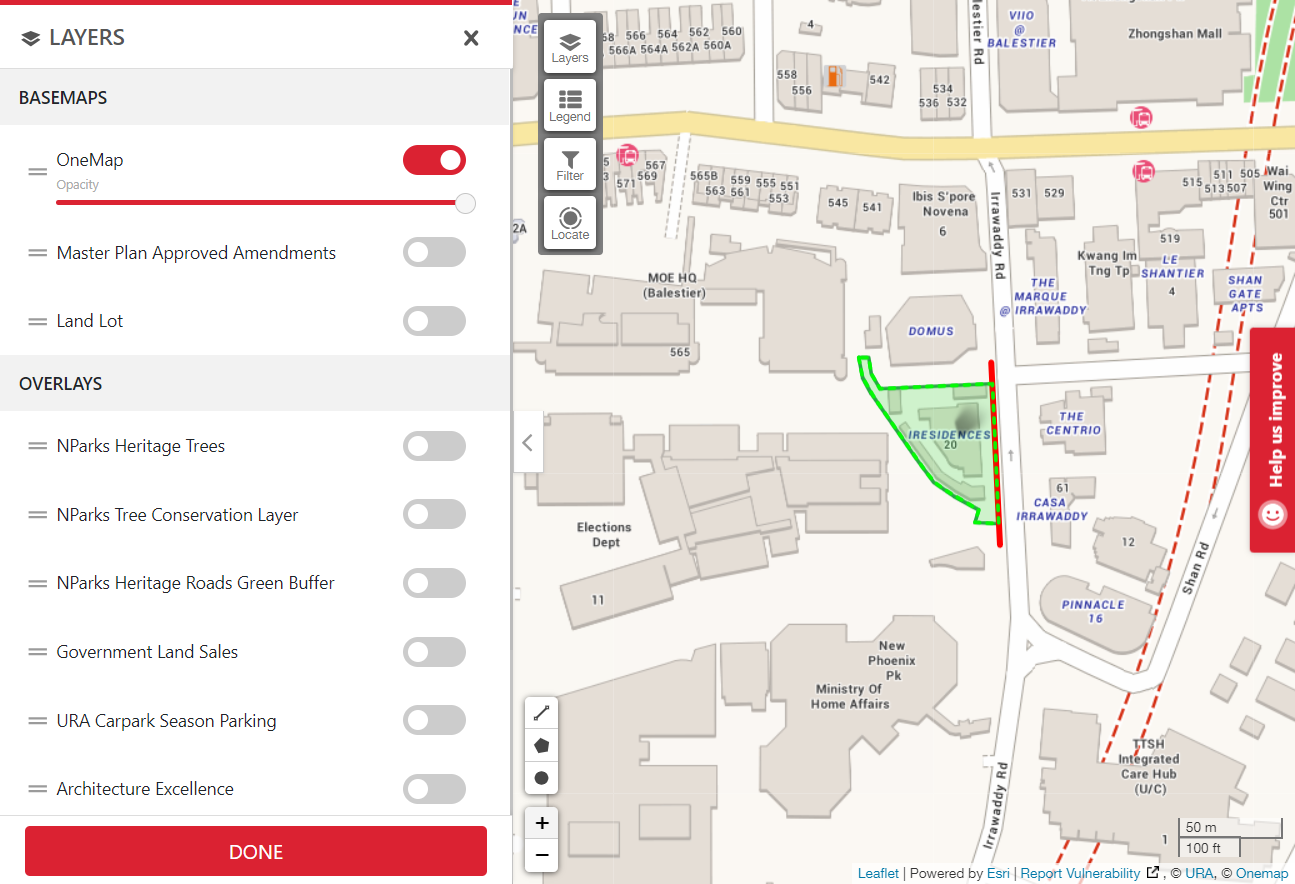 LAYERS
BASEMAPS
OneMap
Opacity
Master Plan Approved Amendments
Land Lot
OVERLAYS
NParks Heritage Trees
NParks Tree Conservation Layer
NParks Heritage Roads Green Buffer
Government Land Sales
URA Carpark Season Parking
Architecture Excellence
DONE
Layers
Legend
Filter
Locate
566 564 562 560
566A 564A 562A 560A
4
558
556
542
534
536 532
VIIO
@
BALESTIER
Zhongshan Mall
567
569
571
565B
563 561
559 555 551
553
545 541
Ibis S'pore
Novena
6
531 529
515
511 505
513 507
Wai
Wing
Ctr
501
Irrawaddy Rd
2A
MOE HQ
(Balestier)
565
DOMUS
THE
MARQUE
@ IRRAWADDY
Kwang Im
Tng Tp
519
LE
SHANTIER
4
SHAN
GATE
APTS
IRESIDENCES
20
THE
CENTRIO
61
CASA
IRRAWADDY
12
Elections
Dept
11
PINNACLE
16
Shan Rd
New
Phoenix
Pk
Ministry Of
Home Affairs
TTSH
Integrated
Care Hub
(U/C)
1
Irrawaddy Rd
Help us improve
+
−
50 m
100 ft
Leaflet | Powered by Esri | Report Vulnerability , © URA, © Onemap